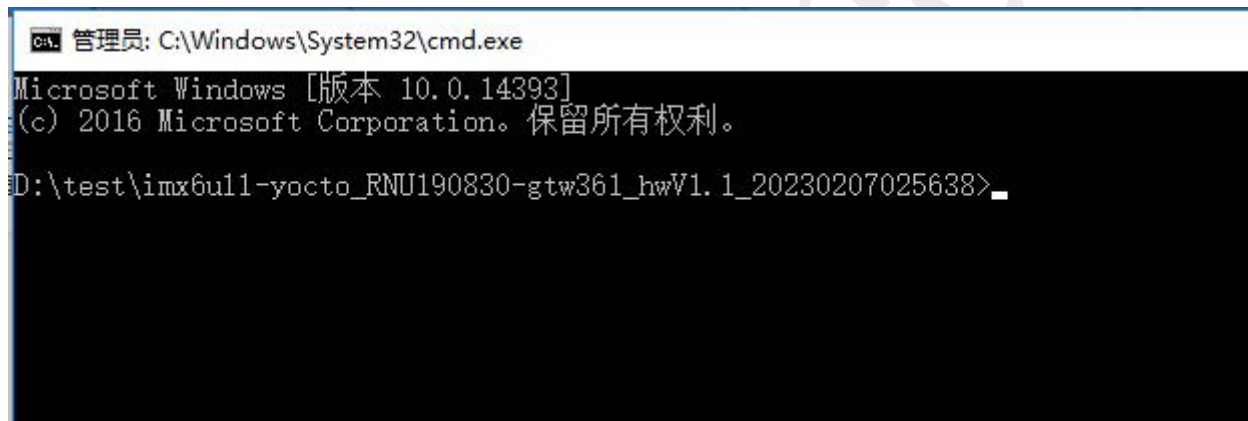 管理员: C:\Windows\System32\cmd.exe
Microsoft Windows [版本 10.0.14393]
(c) 2016 Microsoft Corporation。保留所有权利。
D:\test\imx6ull-yocto_RNU190830-gtw361_hwV1.1_20230207025638>